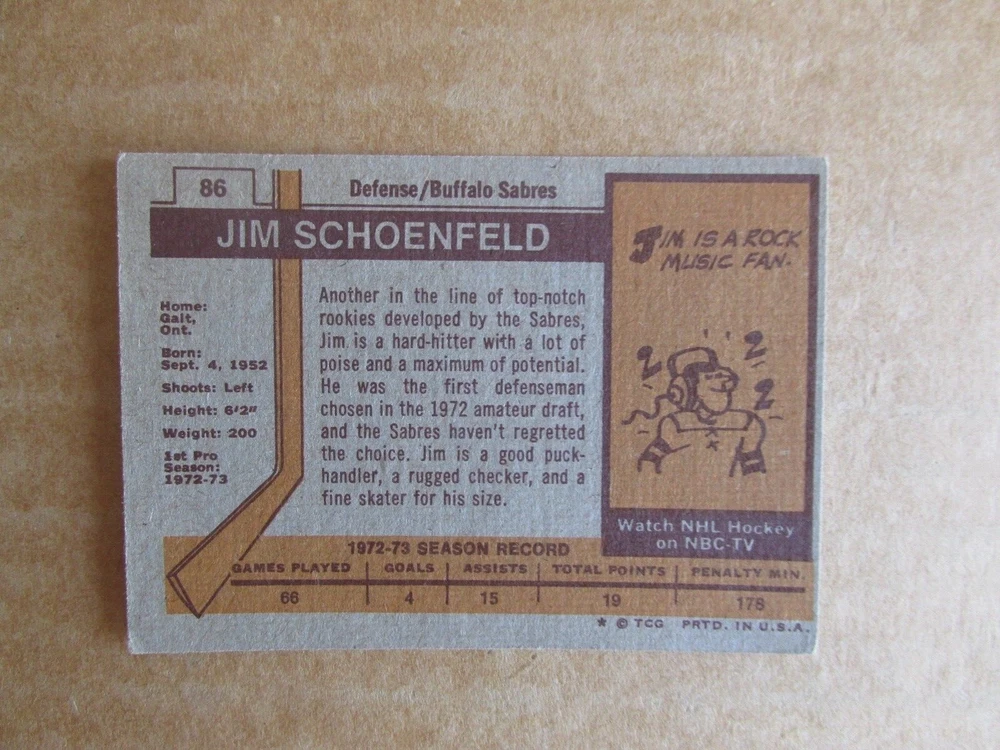 86
Defense/Buffalo Sabres
JIM SCHOENFELD
Home:
Galt,
Ont.
Born:
Sept. 4, 1952
Shoots: Left
Height: 6'2"
Weight: 200
1st Pro
Season:
1972-73
Another in the line of top-notch
rookies developed by the Sabres,
Jim is a hard-hitter with a lot of
poise and a maximum of potential.
He was the first defenseman
chosen in the 1972 amateur draft,
and the Sabres haven't regretted
the choice. Jim is a good puck-
handler, a rugged checker, and a
fine skater for his size.
JIM IS A ROCK
MUSIC FAN.
Watch NHL Hockey
on NBC-TV
1972-73 SEASON RECORD
GAMES PLAYED GOALS ASSISTS TOTAL POINTS PENALTY MIN.
66 4 15 19 178
* © TCG PRTD. IN U.S.A.